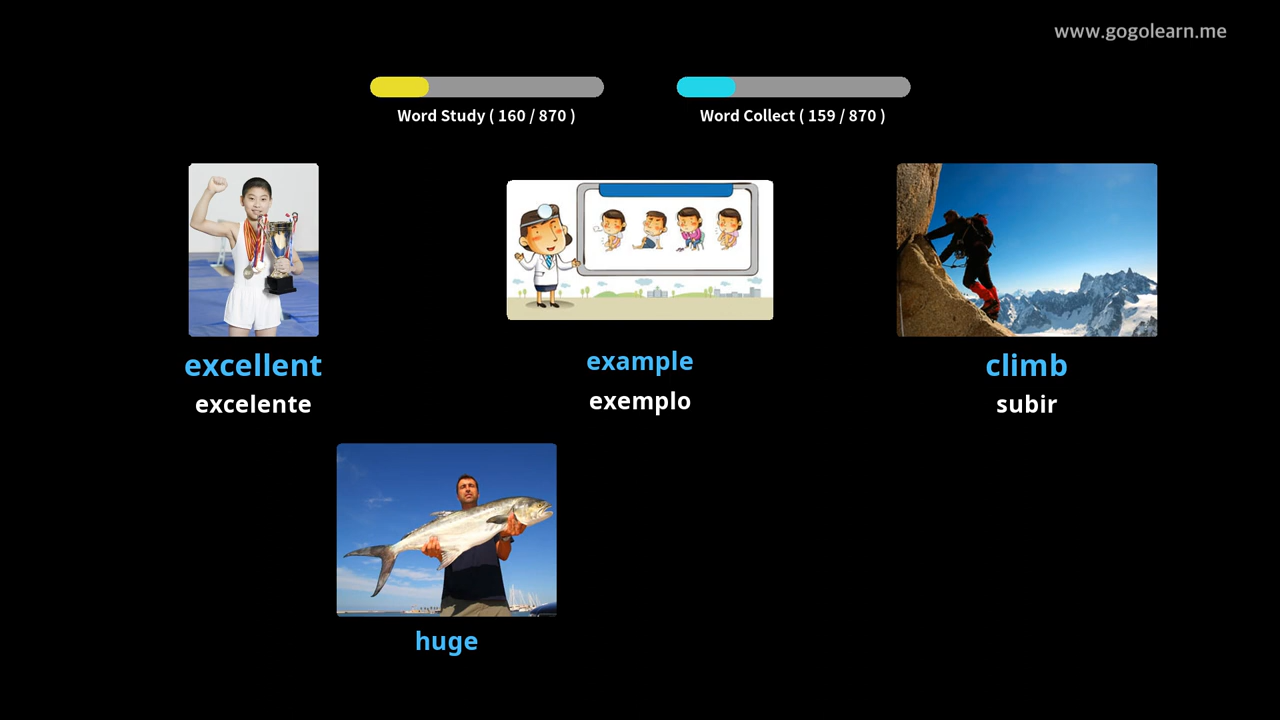 www.gogolearn.me
Word Study ( 160 / 870 )
Word Collect ( 159 / 870 )
excellent
excelente
example
exemplo
climb
subir
huge